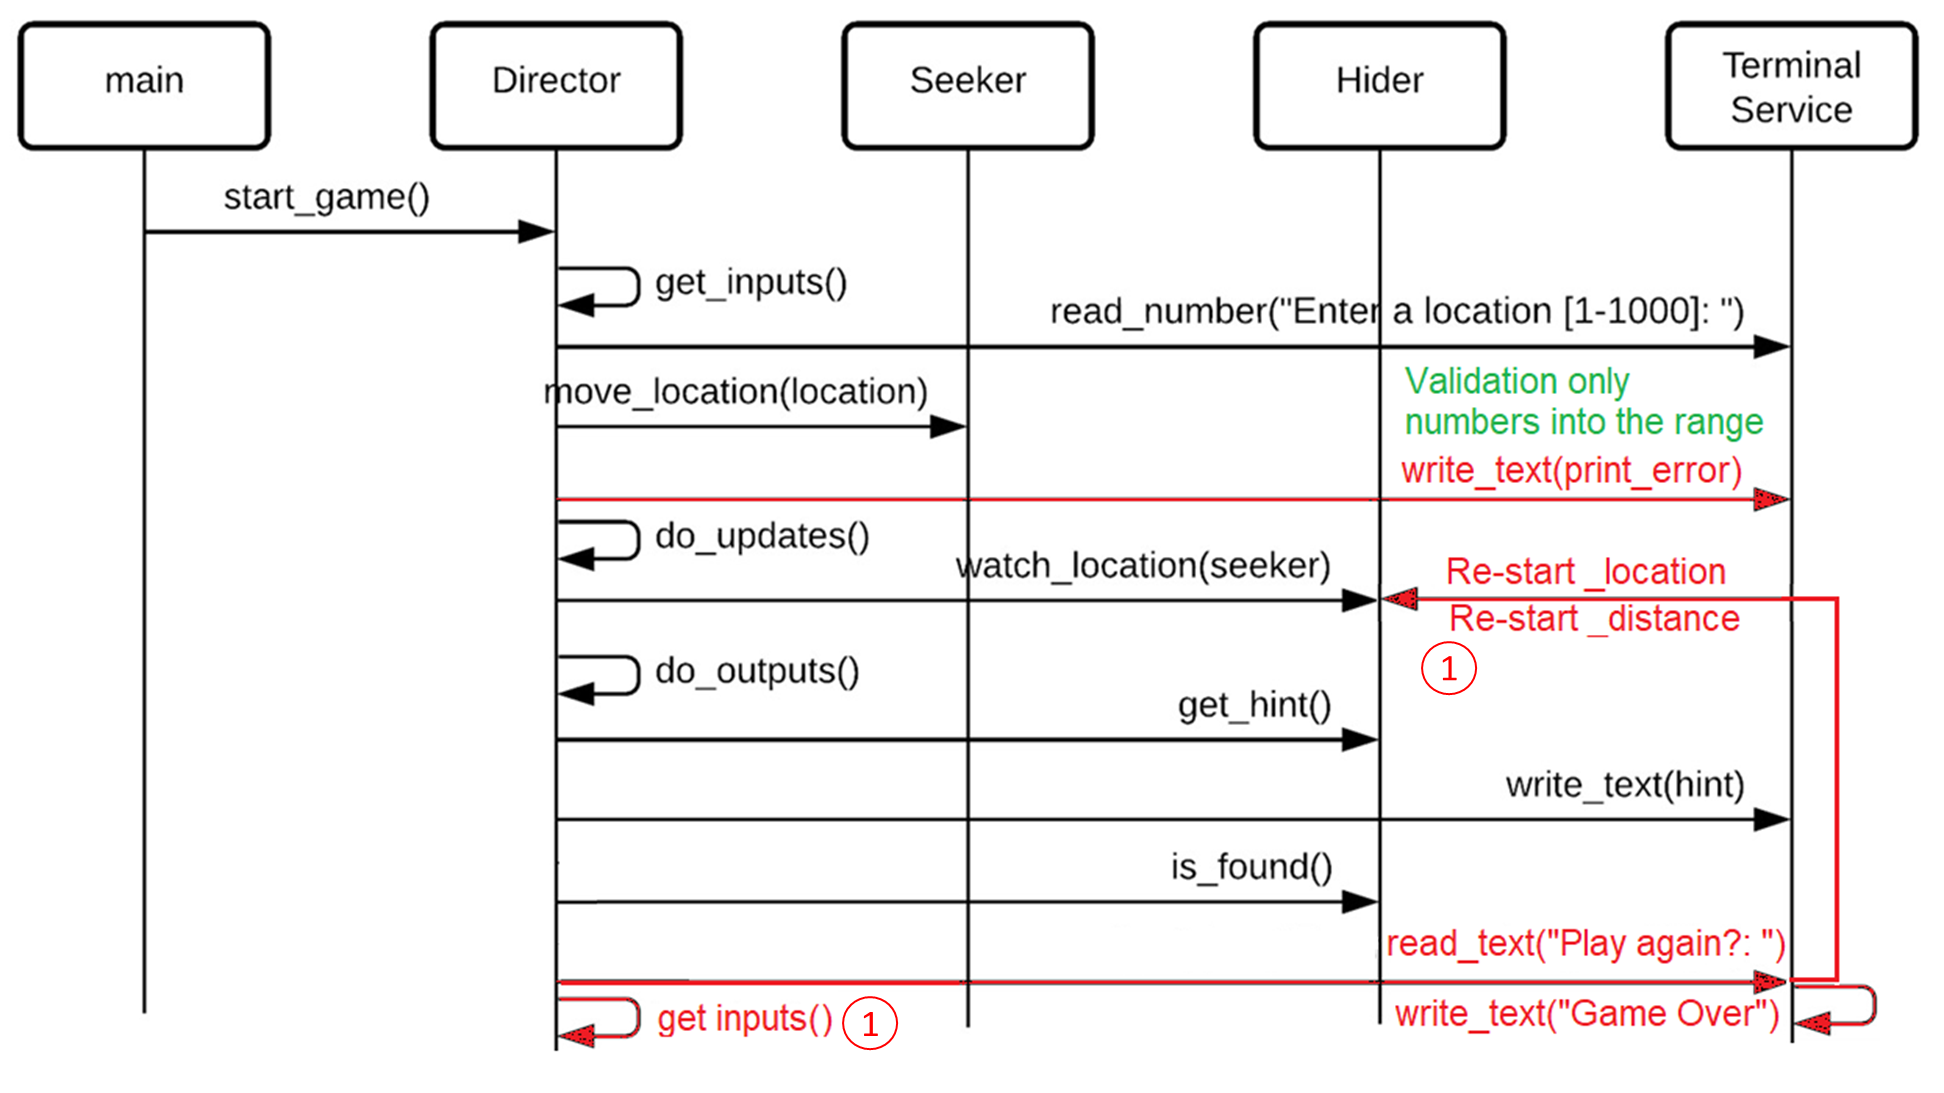 main
Director
Seeker
Hider
Terminal
Service
start_game()
get_inputs()
read_number("Enter a location [1-1000]: ")
move_location(location)
Validation only
numbers into the range
write_text(print_error)
do_updates()
watch_location(seeker)
Re-start _location
Re-start _distance
1
do_outputs()
get_hint()
write_text(hint)
is_found()
read_text("Play again?: ")
get inputs() 1
write_text("Game Over")